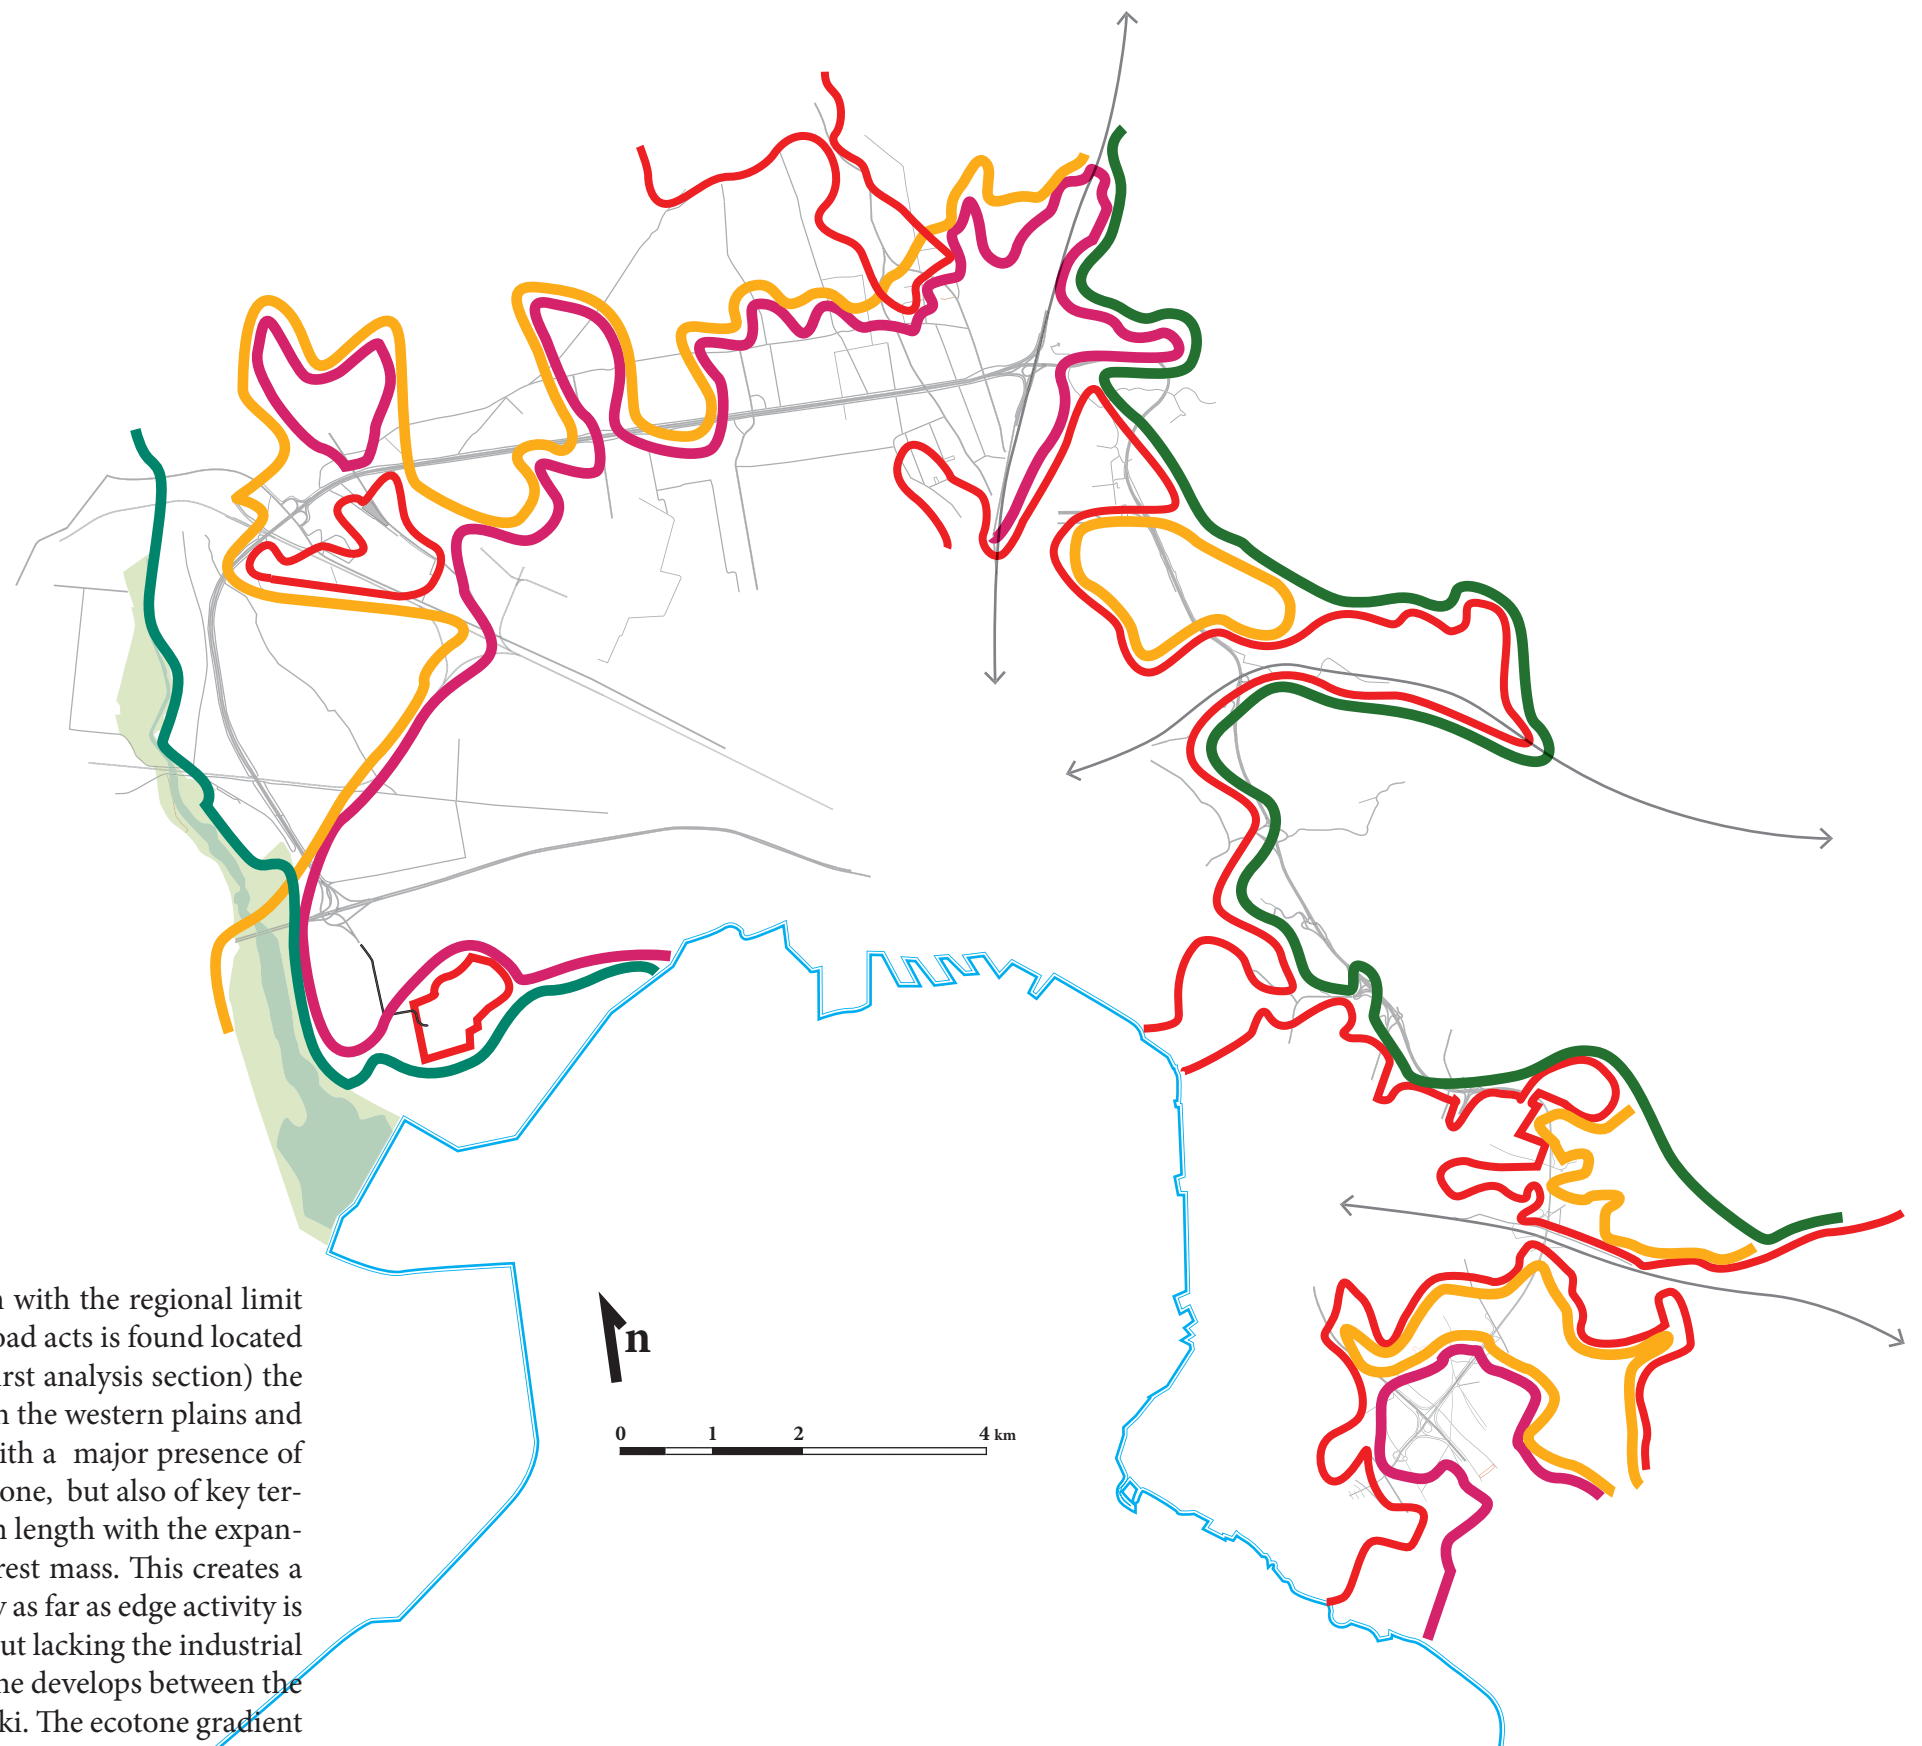 n with the regional limit
oad acts is found located
irst analysis section) the
n the western plains and
ith a major presence of
one, but also of key ter-
n length with the expan-
rest mass. This creates a
y as far as edge activity is
ut lacking the industrial
ne develops between the
ki. The ecotone gradient
n
0 1 2 4 km